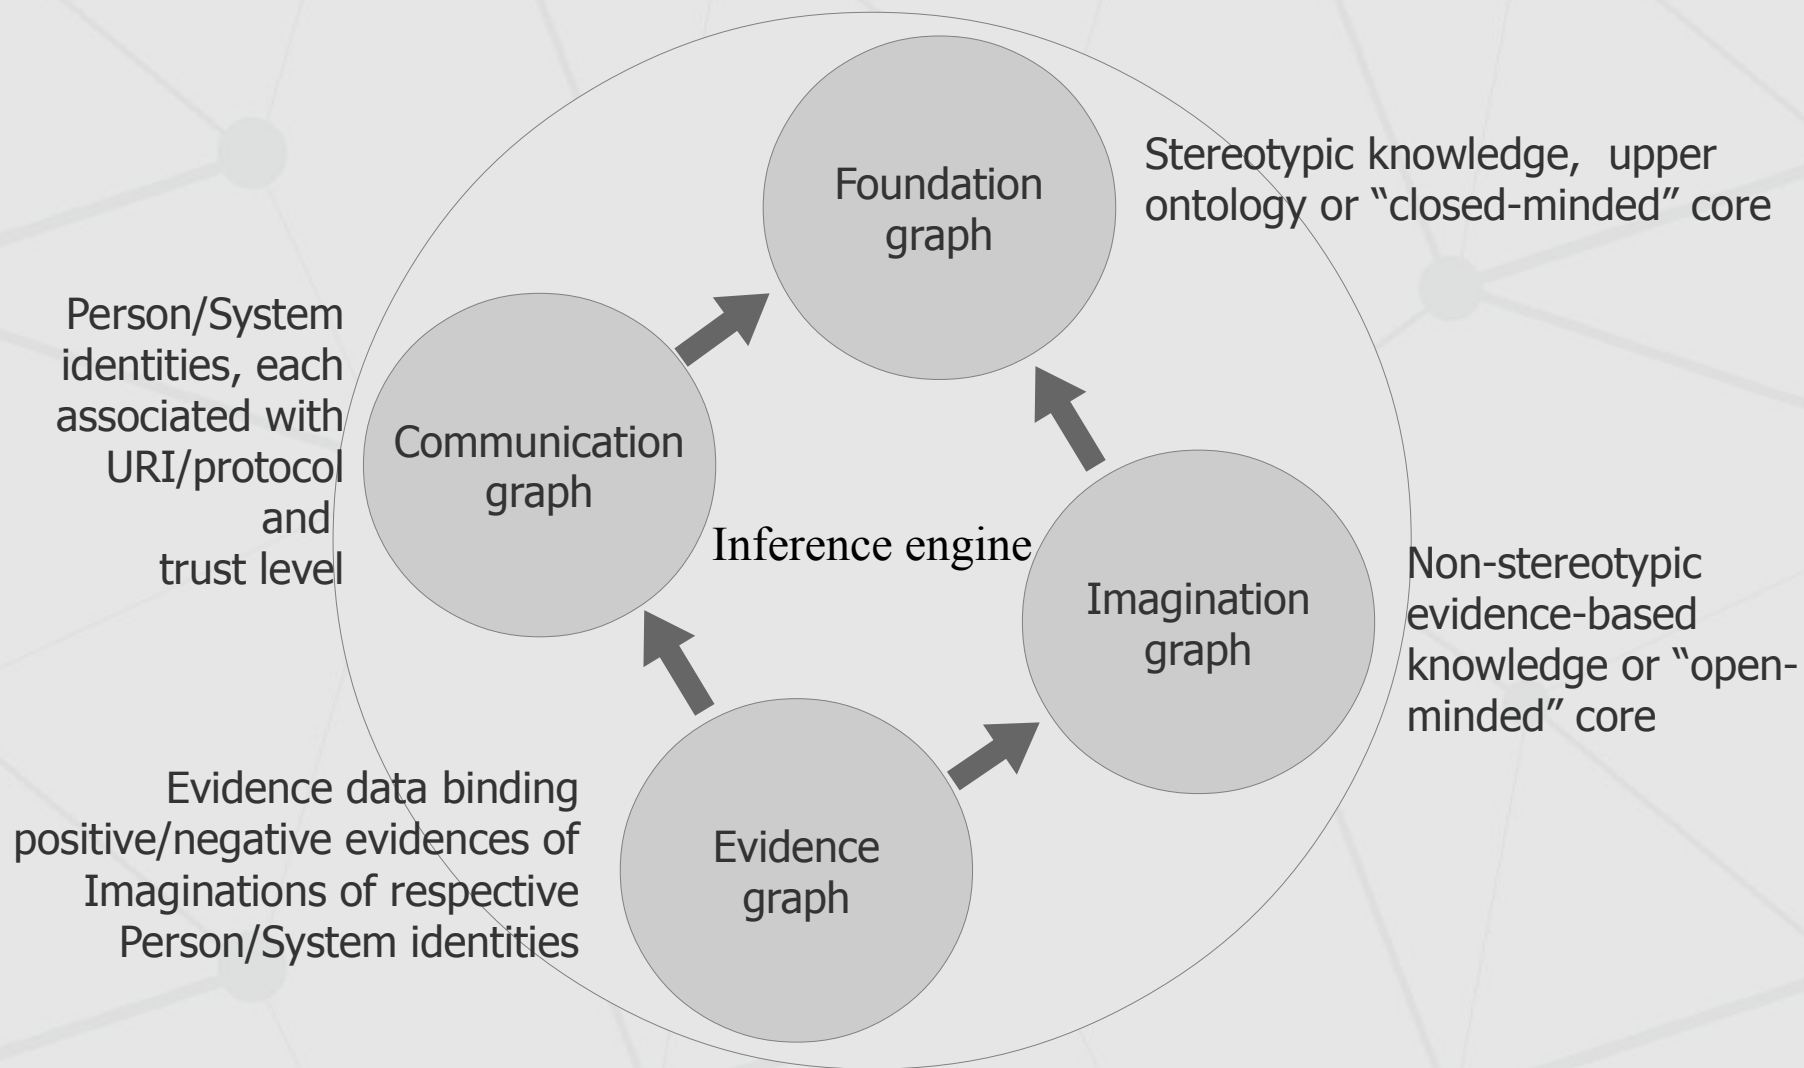 Foundation
graph
Stereotypic knowledge,  upper
ontology or “closed-minded” core
Person/System
identities, each
associated with
URI/protocol
and
trust level
Communication
graph
Inference engine
Imagination
graph
Non-stereotypic
evidence-based
knowledge or “open-
minded” core
Evidence data binding
positive/negative evidences of
Imaginations of respective
Person/System identities
Evidence
graph